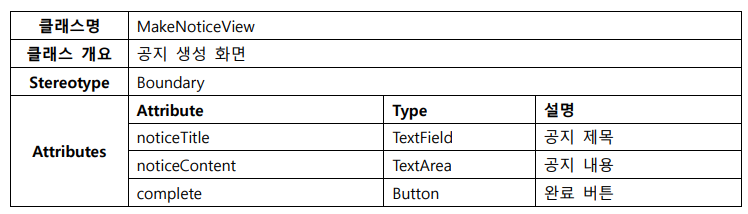 클래스명 MakeNoticeView
클래스 개요 공지 생성 화면
Stereotype Boundary
Attributes
Attribute Type 설명
noticeTitle TextField 공지 제목
noticeContent TextArea 공지 내용
complete Button 완료 버튼